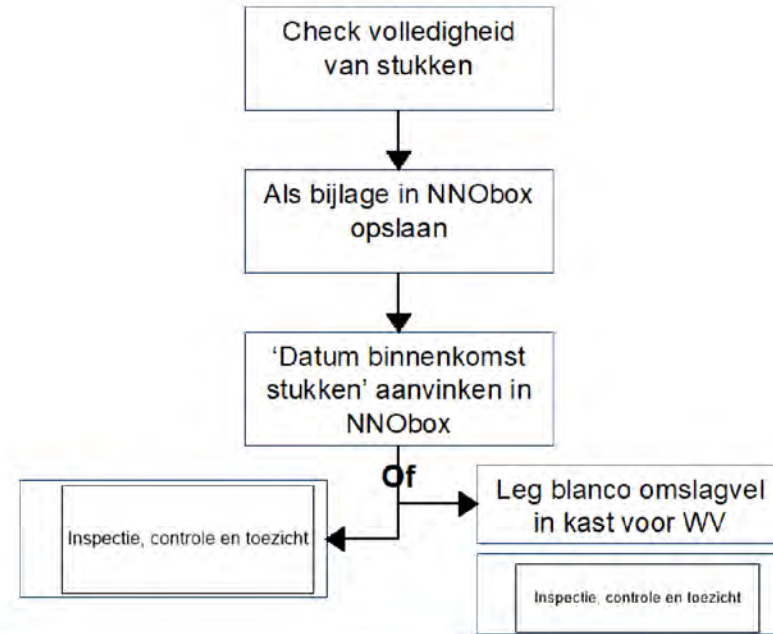 Check volledigheid
van stukken
Als bijlage in NNObox
opslaan
‘Datum binnenkomst
stukken’ aanvinken in
NNObox
Of
Inspectie, controle en toezicht
Leg blanco omslagvel
in kast voor WV
Inspectie, controle en toezicht